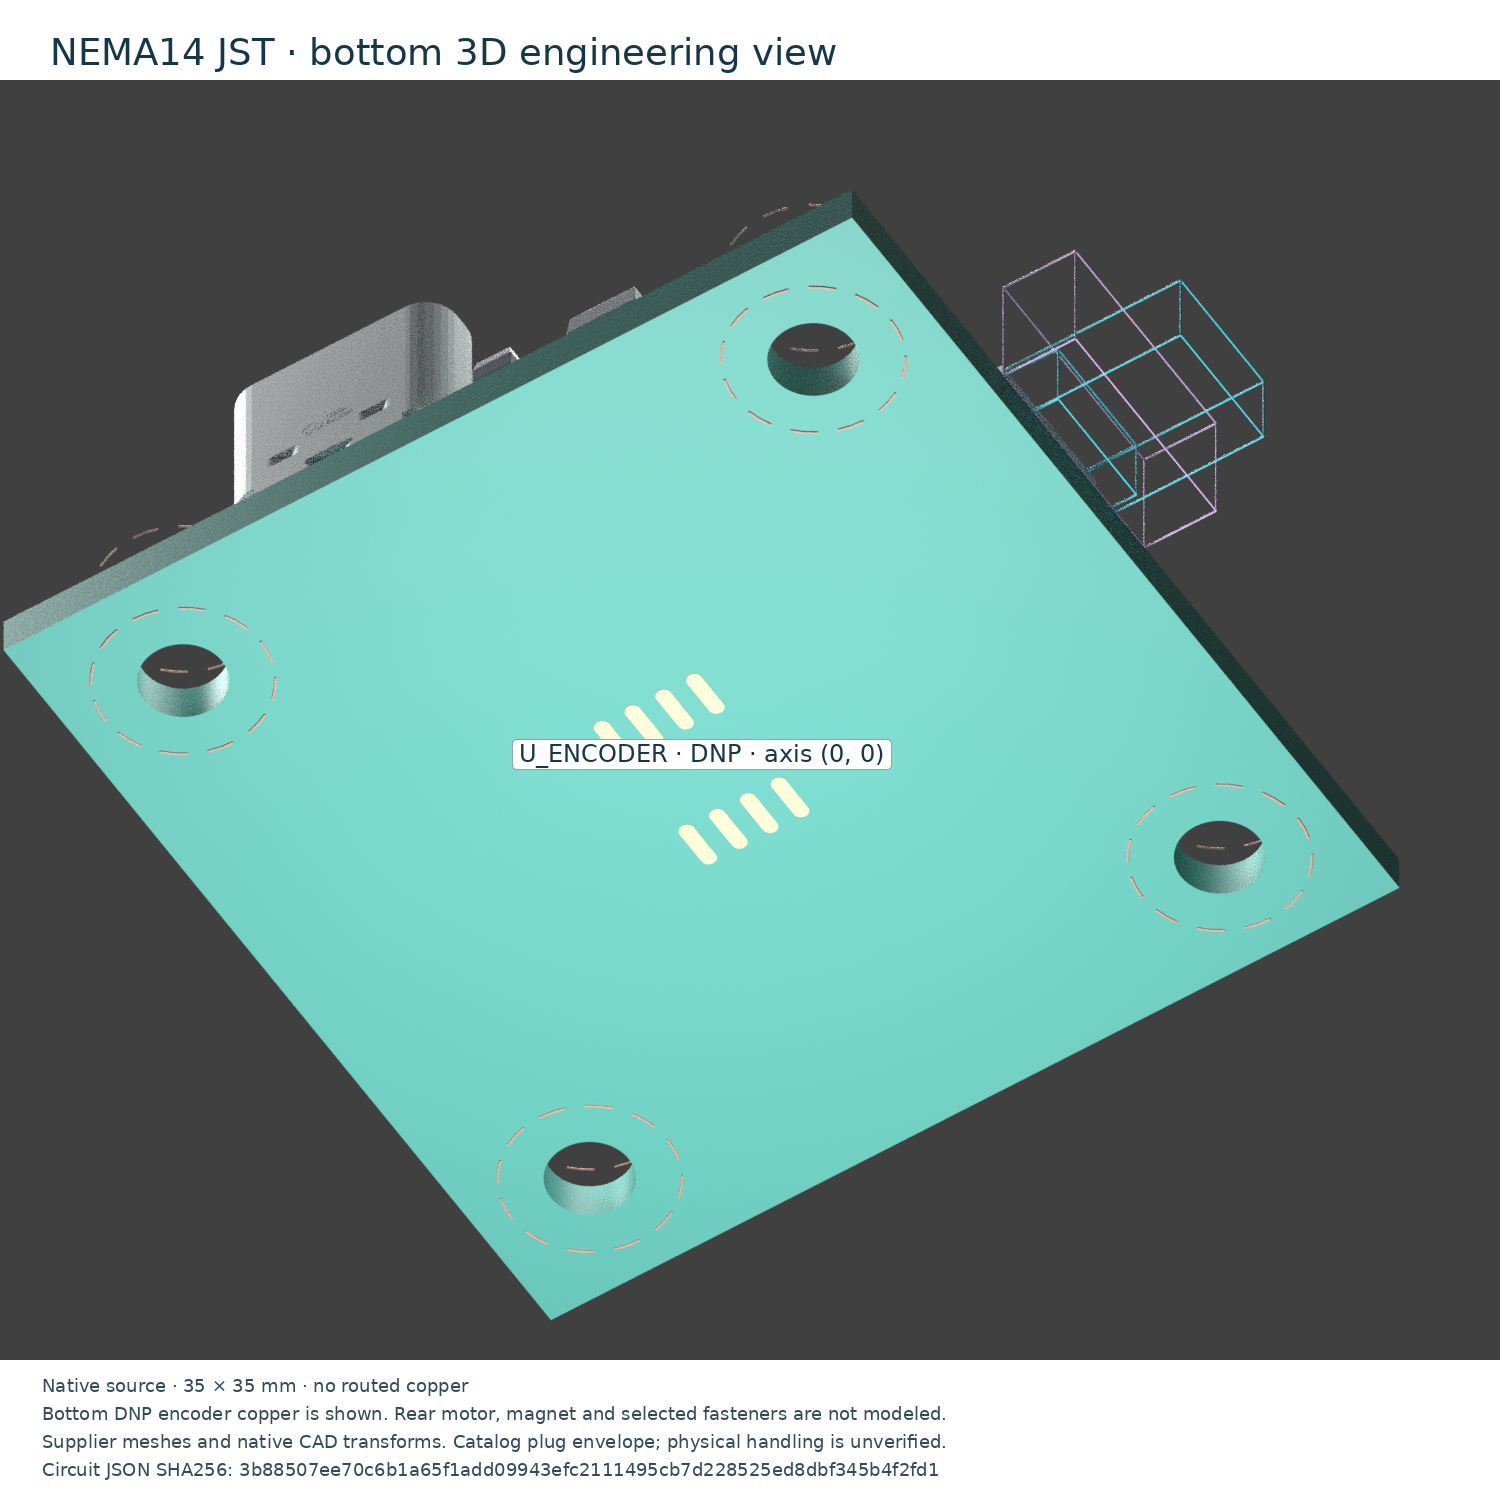 NEMA14 JST · bottom 3D engineering view
U_ENCODER · DNP · axis (0, 0)
Native source · 35 × 35 mm · no routed copper
Bottom DNP encoder copper is shown. Rear motor, magnet and selected fasteners are not modeled.
Supplier meshes and native CAD transforms. Catalog plug envelope; physical handling is unverified.
Circuit JSON SHA256: 3b88507ee70c6b1a65f1add09943efc2111495cb7d228525ed8dbf345b4f2fd1